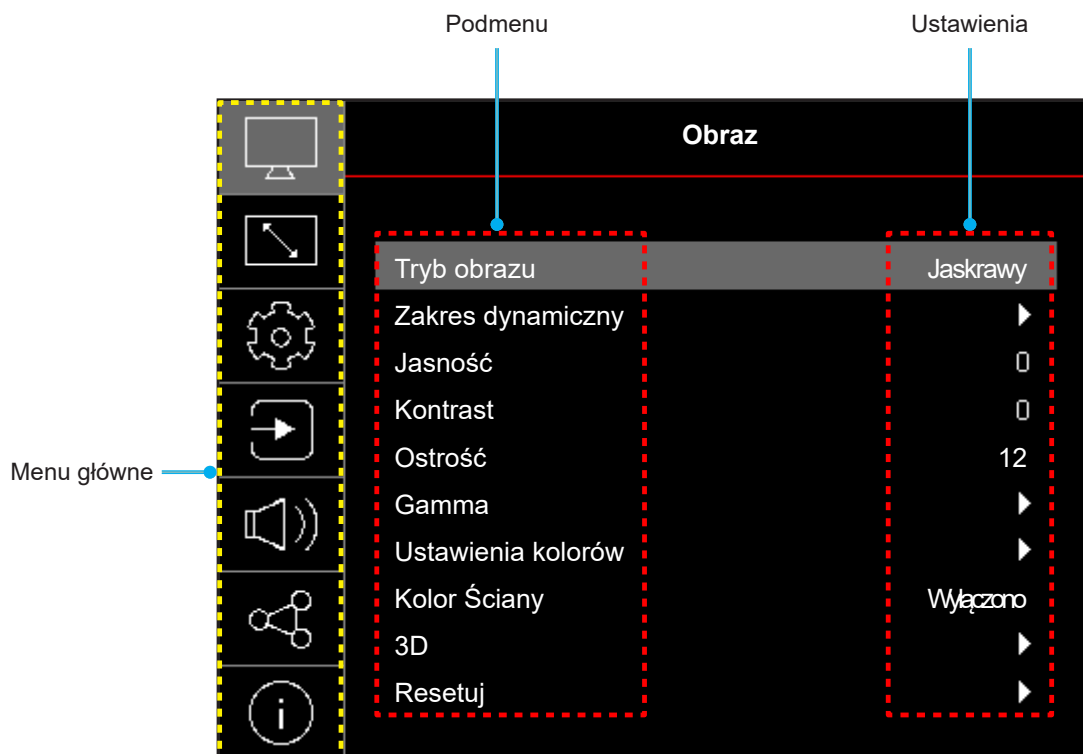 Podmenu Ustawienia
Obraz
Tryb obrazu Jaskrawy
Zakres dynamiczny
Jasność 0
Kontrast 0
Menu główne
Ostrość 12
Gamma
Ustawienia kolorów
Kolor Ściany Wyłączono
3D
Resetuj
i